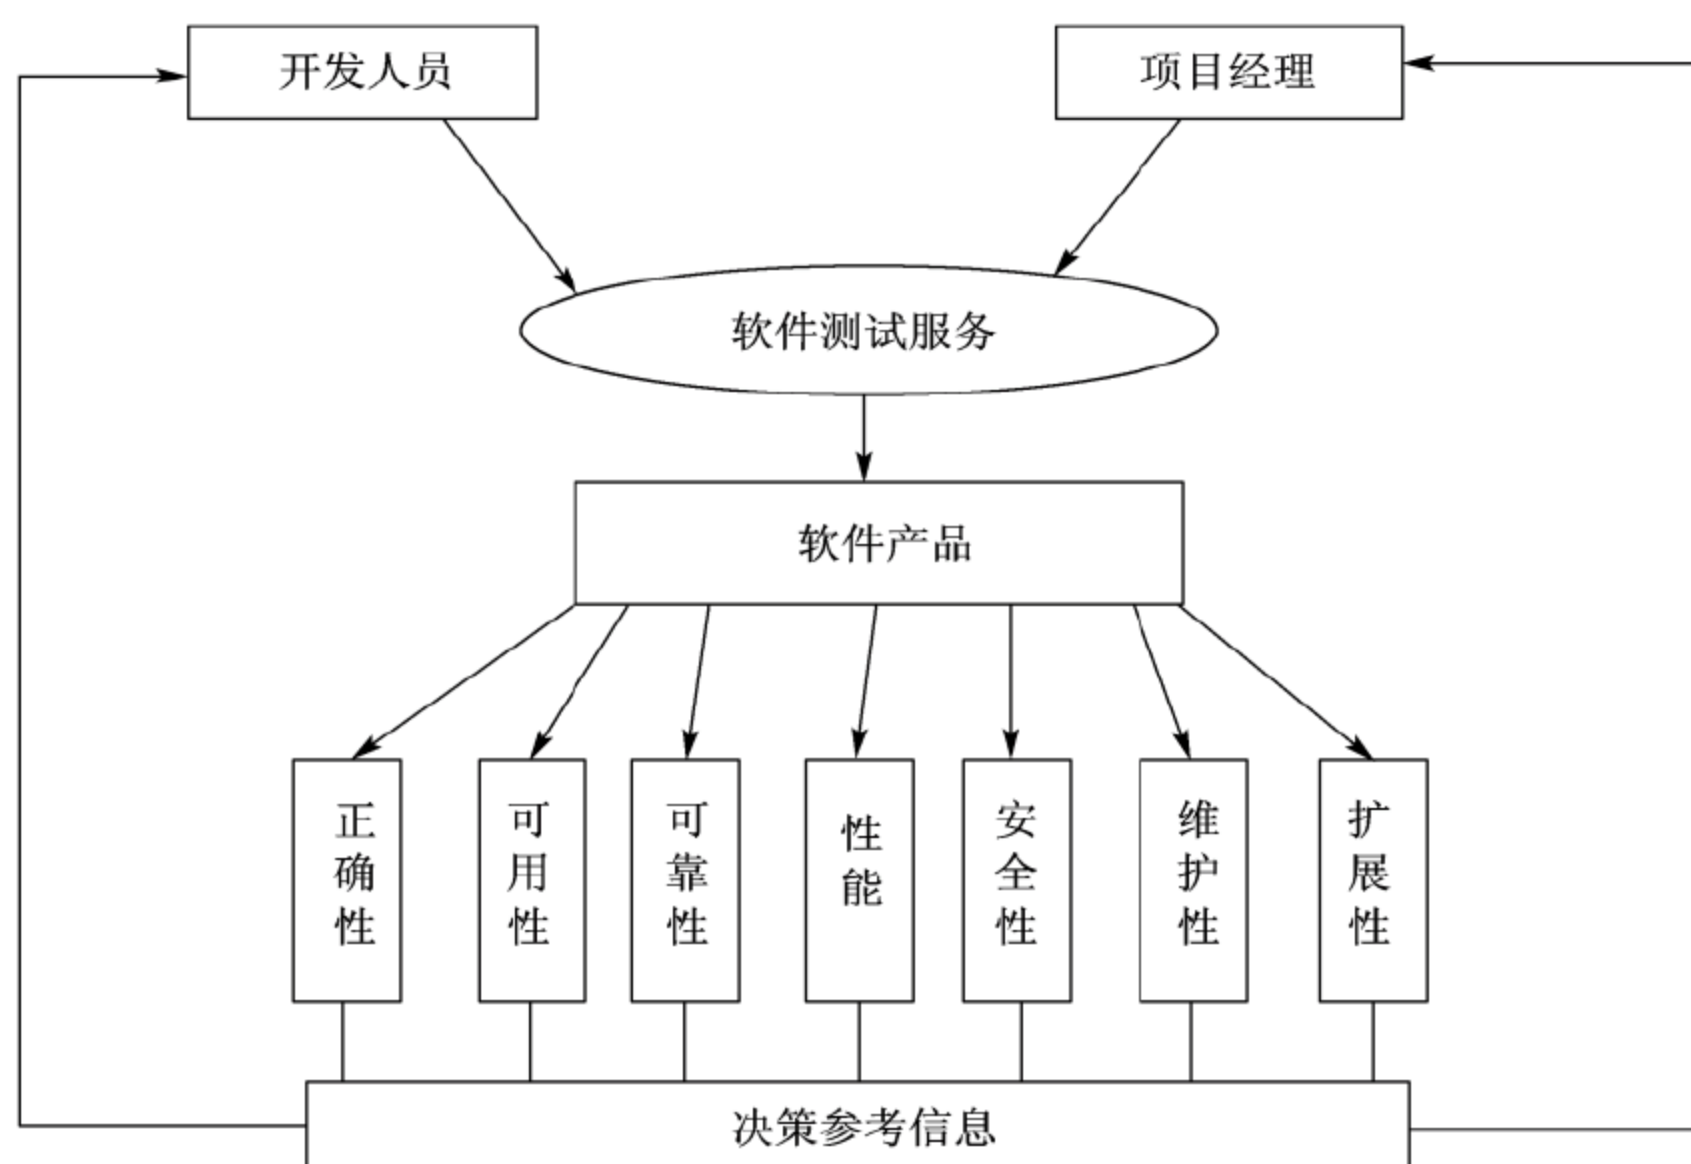 开发人员
项目经理
软件测试服务
软件产品
正确性
可用性
可靠性
性能
安全性
维护性
扩展性
决策参考信息